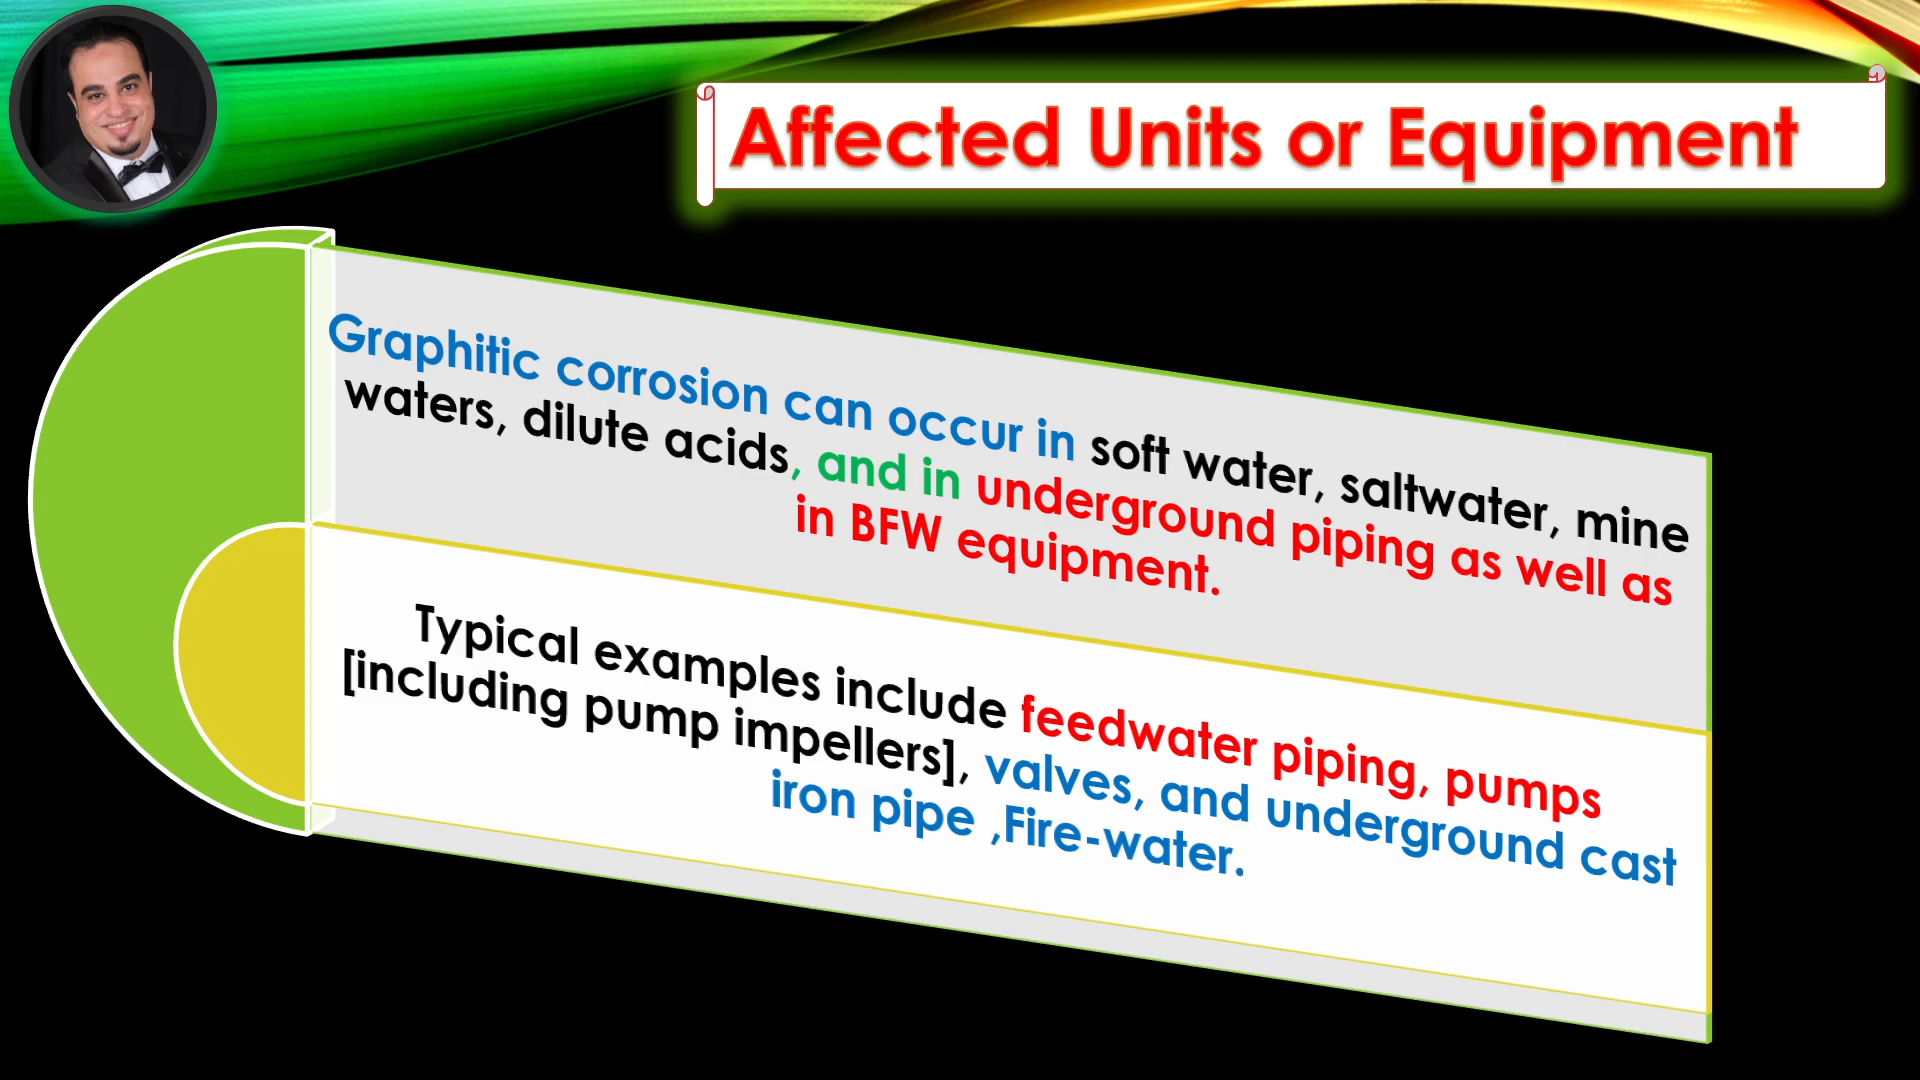 Affected Units or Equipment
Graphitic corrosion can occur in soft water, saltwater, mine
waters, dilute acids, and in underground piping as well as
in BFW equipment.
Typical examples include feedwater piping, pumps
[including pump impellers], valves, and underground cast
iron pipe ,Fire-water.